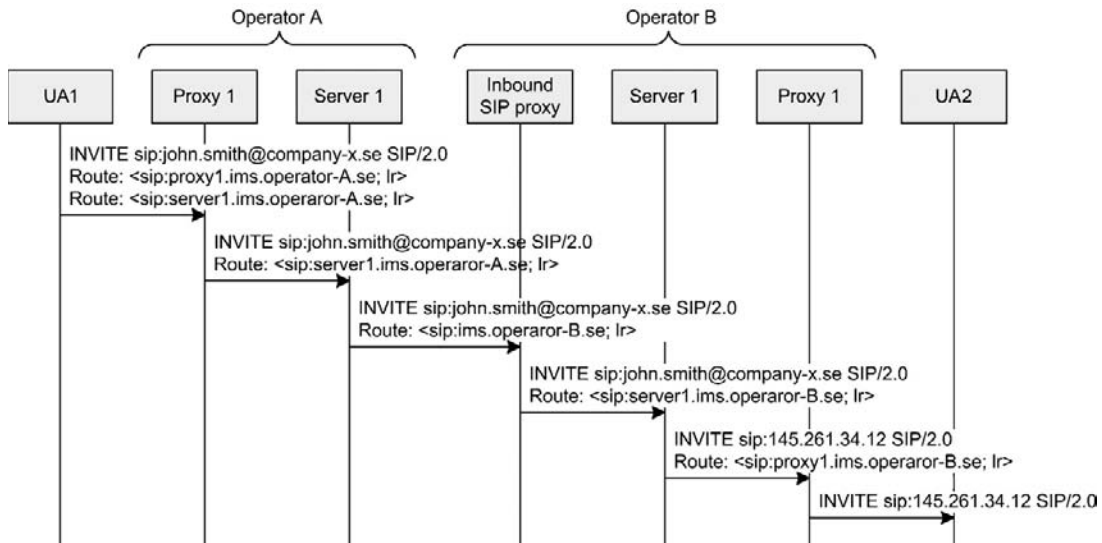 Operator A
Operator B
UA1
Proxy 1
Server 1
Inbound
SIP proxy
Server 1
Proxy 1
UA2
INVITE sip:john.smith@company-x.se SIP/2.0
Route: <sip:proxy1.ims.operator-A.se; lr>
Route: <sip:server1.ims.operaror-A.se; lr>
INVITE sip:john.smith@company-x.se SIP/2.0
Route: <sip:server1.ims.operaror-A.se; lr>
INVITE sip:john.smith@company-x.se SIP/2.0
Route: <sip:ims.operaror-B.se; lr>
INVITE sip:john.smith@company-x.se SIP/2.0
Route: <sip:server1.ims.operaror-B.se; lr>
INVITE sip:145.261.34.12 SIP/2.0
Route: <sip:proxy1.ims.operaror-B.se; lr>
INVITE sip:145.261.34.12 SIP/2.0